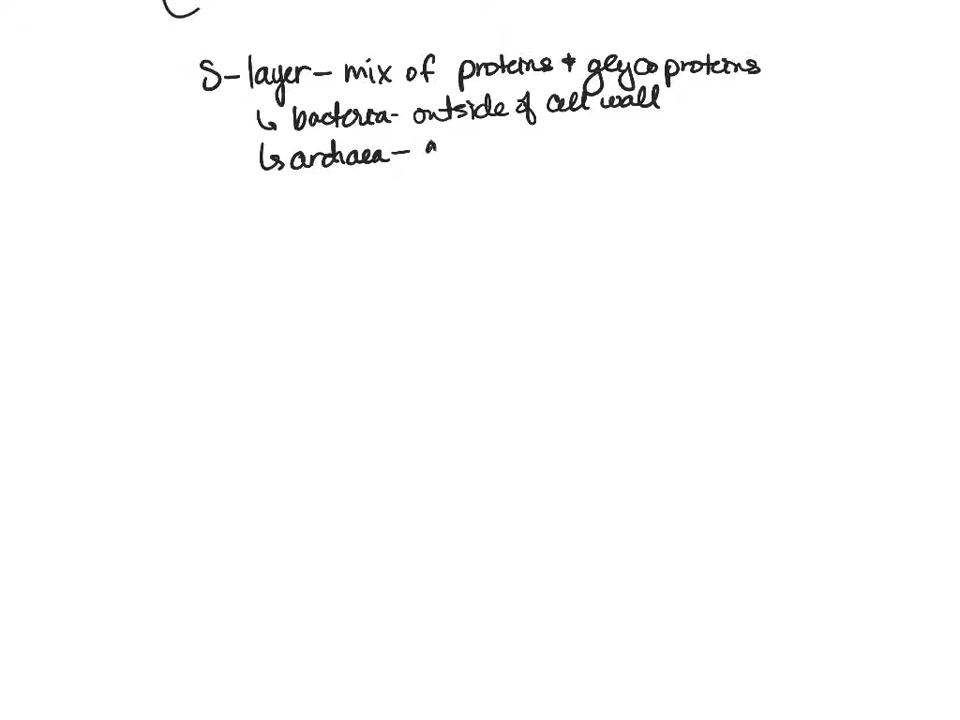 S-layer- mix of proteins + glycoproteins
↳ bacteria- outside of cell wall
↳ archaea-